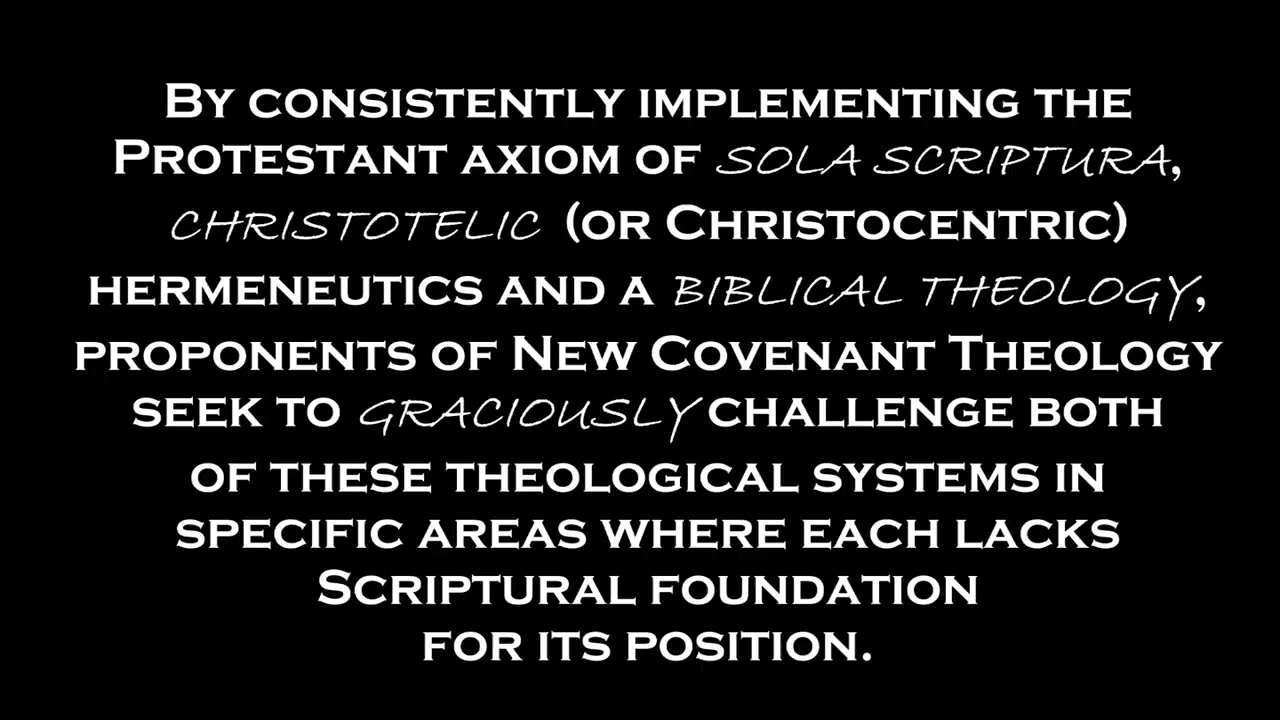 By consistently implementing the
Protestant axiom of sola scriptura,
christotelic (or Christocentric)
hermeneutics and a biblical theology,
proponents of New Covenant Theology
seek to graciously challenge both
of these theological systems in
specific areas where each lacks
Scriptural foundation
for its position.